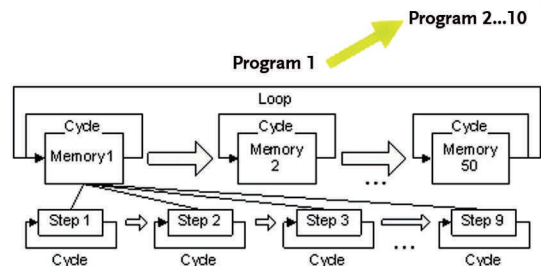 Program 2...10
Program 1
Loop
Cycle
Cycle
Cycle
Memory1
Memory
2
...
Memory
50
Step 1
Step 2
Step 3
...
Step 9
Cycle
Cycle
Cycle
Cycle